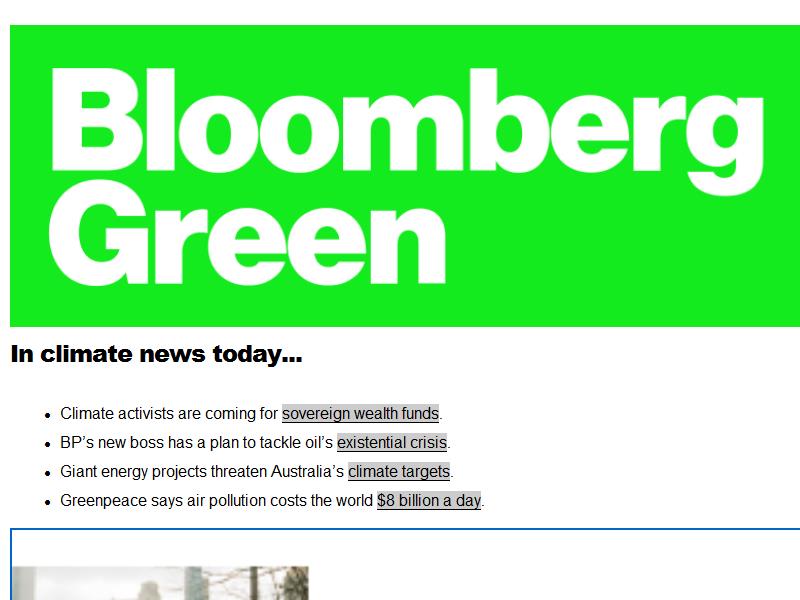 Bloomberg
Green
In climate news today...
• Climate activists are coming for sovereign wealth funds.
• BP’s new boss has a plan to tackle oil’s existential crisis.
• Giant energy projects threaten Australia’s climate targets.
• Greenpeace says air pollution costs the world $8 billion a day.